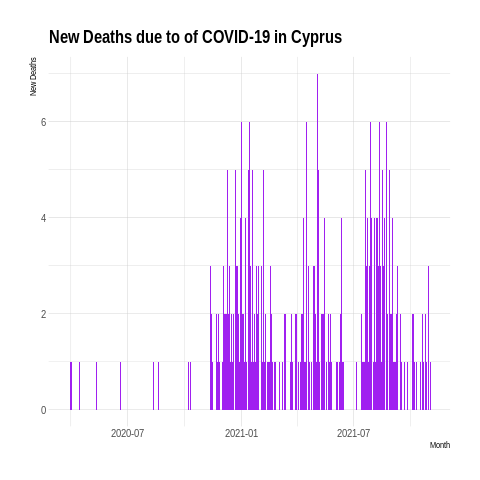 New Deaths due to of COVID-19 in Cyprus
New Deaths
6
4
2
0
2020-07
2021-01
2021-07
Month